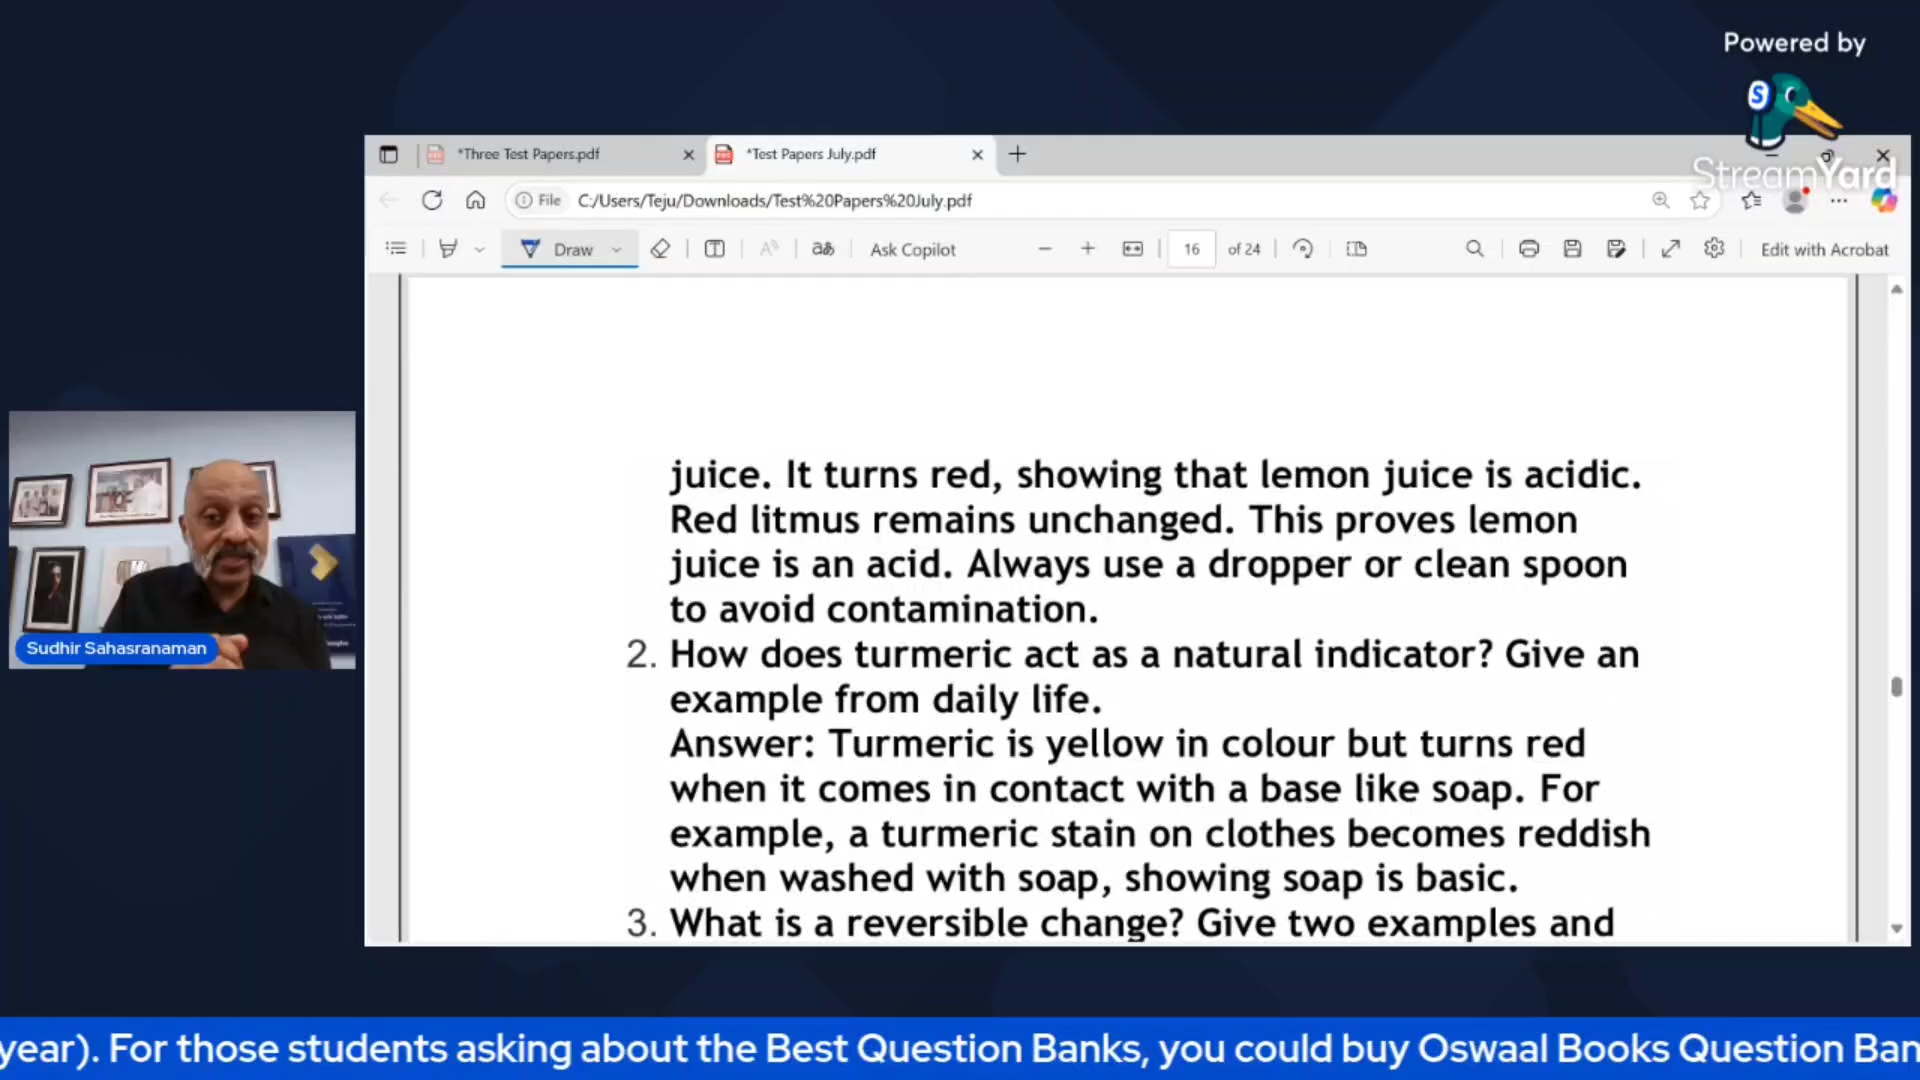 Powered by
StreamYard
*Three Test Papers.pdf
*Test Papers July.pdf
File
C:/Users/Teju/Downloads/Test%20Papers%20July.pdf
Draw
Ask Copilot
16
of 24
Edit with Acrobat
juice. It turns red, showing that lemon juice is acidic.
Red litmus remains unchanged. This proves lemon
juice is an acid. Always use a dropper or clean spoon
to avoid contamination.
2. How does turmeric act as a natural indicator? Give an
example from daily life.
Answer: Turmeric is yellow in colour but turns red
when it comes in contact with a base like soap. For
example, a turmeric stain on clothes becomes reddish
when washed with soap, showing soap is basic.
3. What is a reversible change? Give two examples and
Sudhir Sahasranaman
year). For those students asking about the Best Question Banks, you could buy Oswaal Books Question Ban